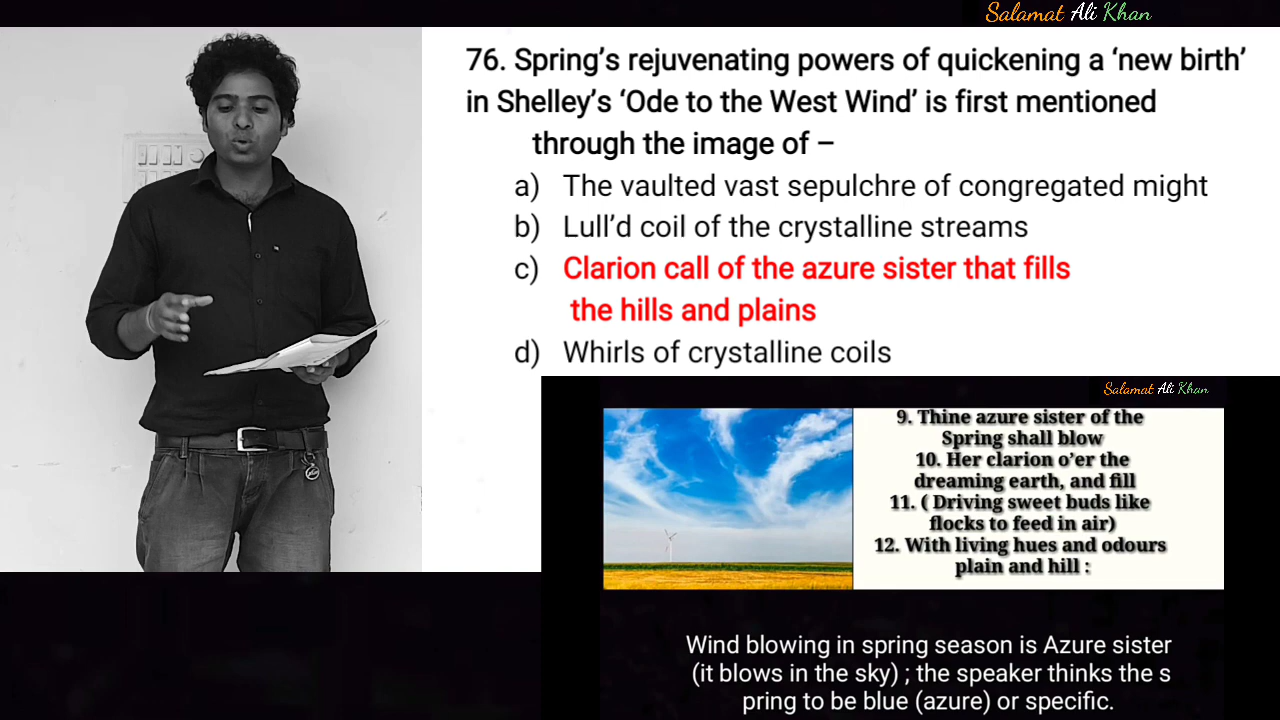 Salamat Ali Khan
76. Spring’s rejuvenating powers of quickening a ‘new birth’
in Shelley’s ‘Ode to the West Wind’ is first mentioned
through the image of –
a) The vaulted vast sepulchre of congregated might
b) Lull’d coil of the crystalline streams
c) Clarion call of the azure sister that fills
the hills and plains
d) Whirls of crystalline coils
Salamat Ali Khan
9. Thine azure sister of the
Spring shall blow
10. Her clarion o’er the
dreaming earth, and fill
11. ( Driving sweet buds like
flocks to feed in air)
12. With living hues and odours
plain and hill :
Wind blowing in spring season is Azure sister
(it blows in the sky) ; the speaker thinks the s
pring to be blue (azure) or specific.